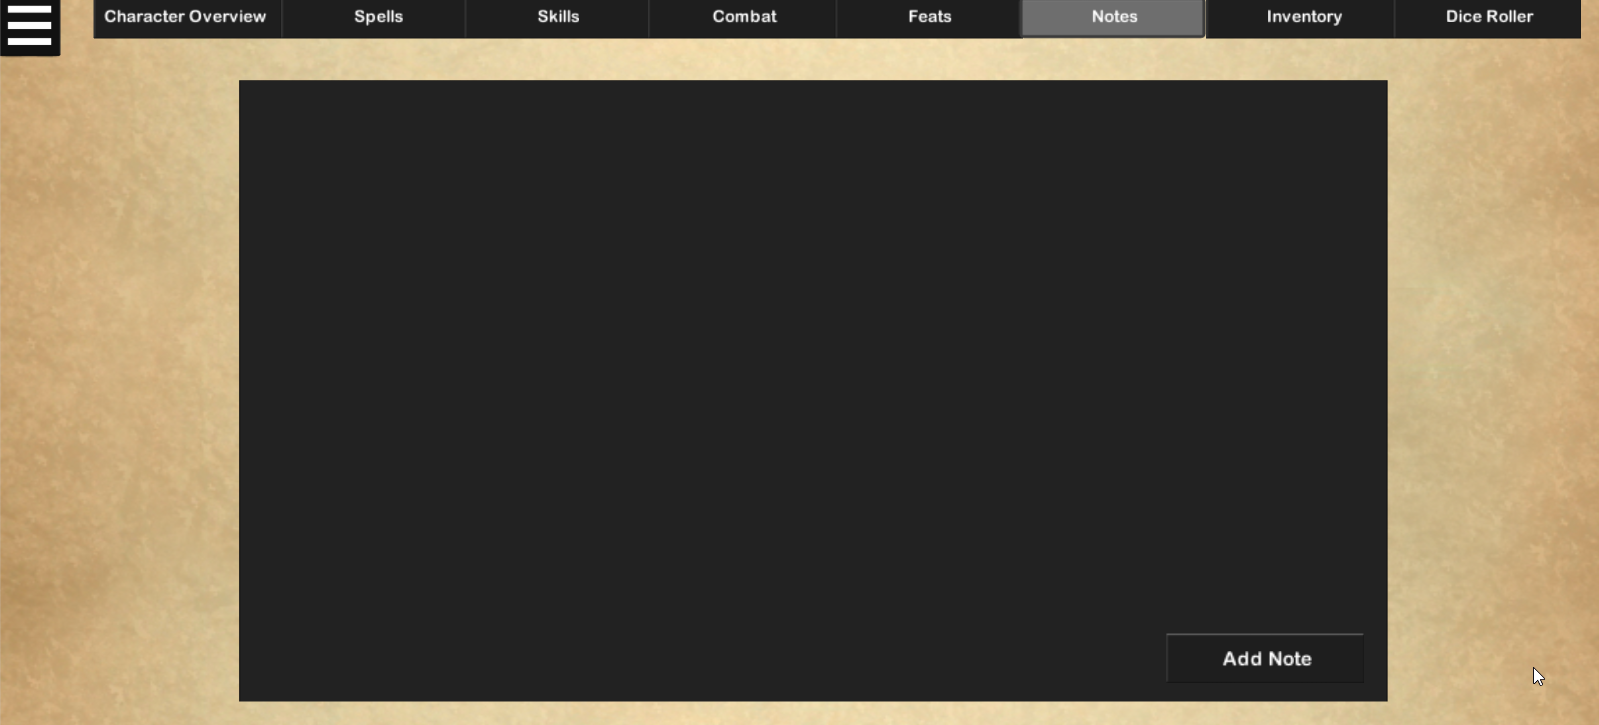 Character Overview Spells Skills Combat Feats Notes Inventory Dice Roller
Add Note